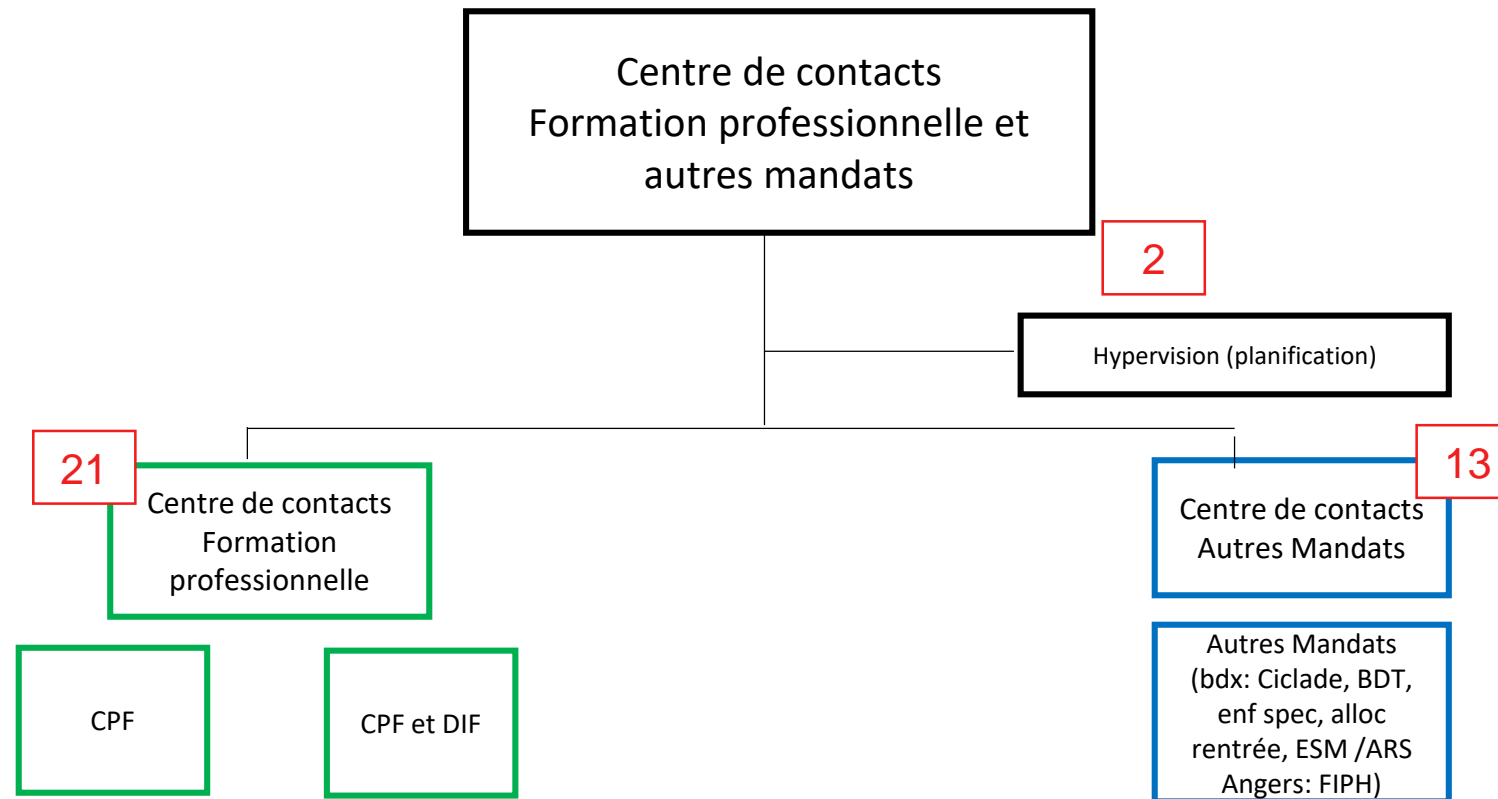 Centre de contacts
Formation professionnelle et
autres mandats
2
Hypervision (planification)
21
Centre de contacts
Formation
professionnelle
13
Centre de contacts
Autres Mandats
CPF
CPF et DIF
Autres Mandats
(bdx: Ciclade, BDT,
enf spec, alloc
rentrée, ESM /ARS
Angers: FIPH)